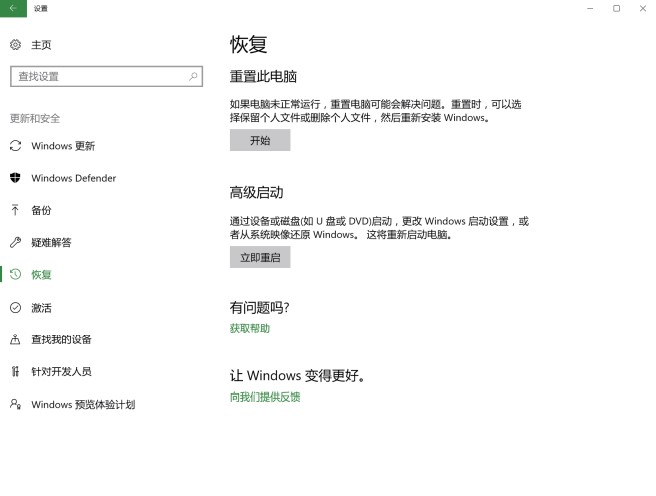 设置
主页
查找设置
更新和安全
Windows 更新
Windows Defender
备份
疑难解答
恢复
激活
查找我的设备
针对开发人员
Windows 预览体验计划
恢复
重置此电脑
如果电脑未正常运行，重置电脑可能会解决问题。重置时，可以选
择保留个人文件或删除个人文件，然后重新安装 Windows。
开始
高级启动
通过设备或磁盘(如 U 盘或 DVD)启动，更改 Windows 启动设置，或
者从系统映像还原 Windows。 这将重新启动电脑。
立即重启
有问题吗?
获取帮助
让 Windows 变得更好。
向我们提供反馈